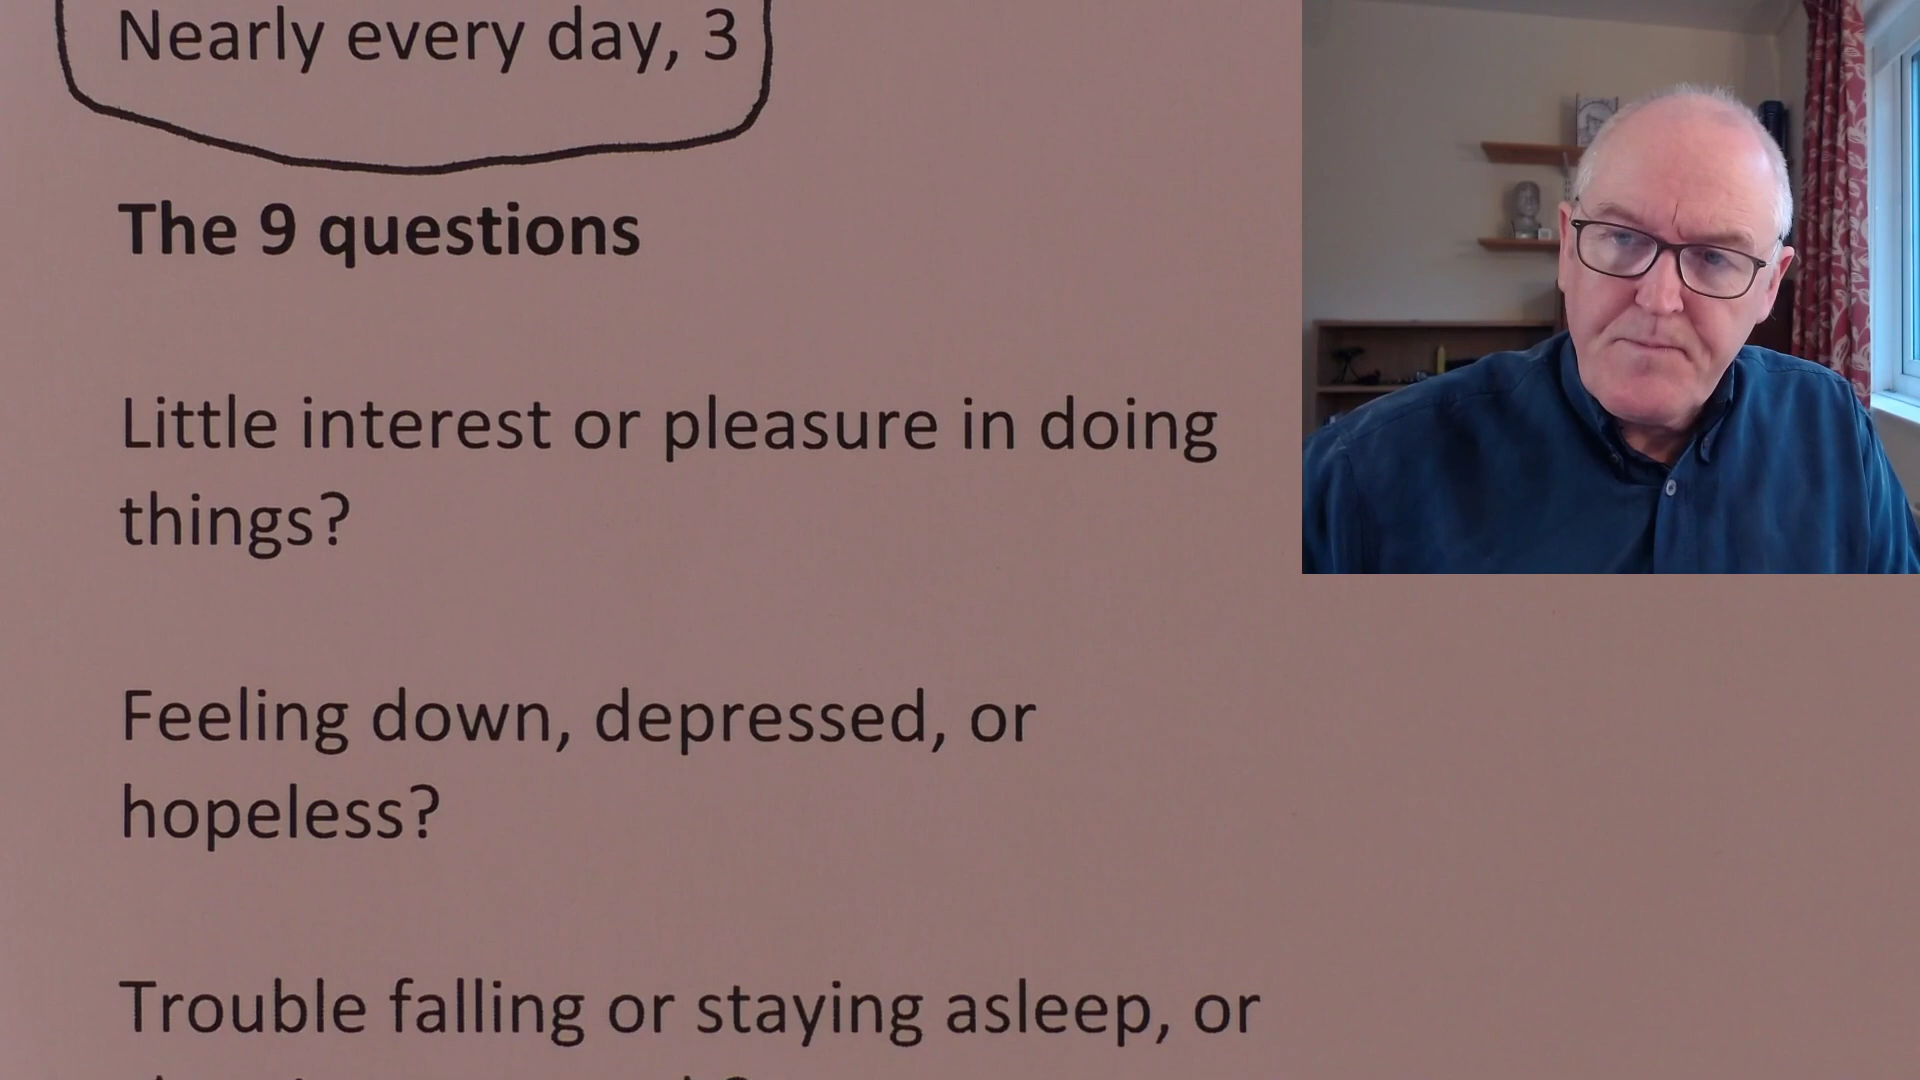 Nearly every day, 3
The 9 questions
Little interest or pleasure in doing
things?
Feeling down, depressed, or
hopeless?
Trouble falling or staying asleep, or